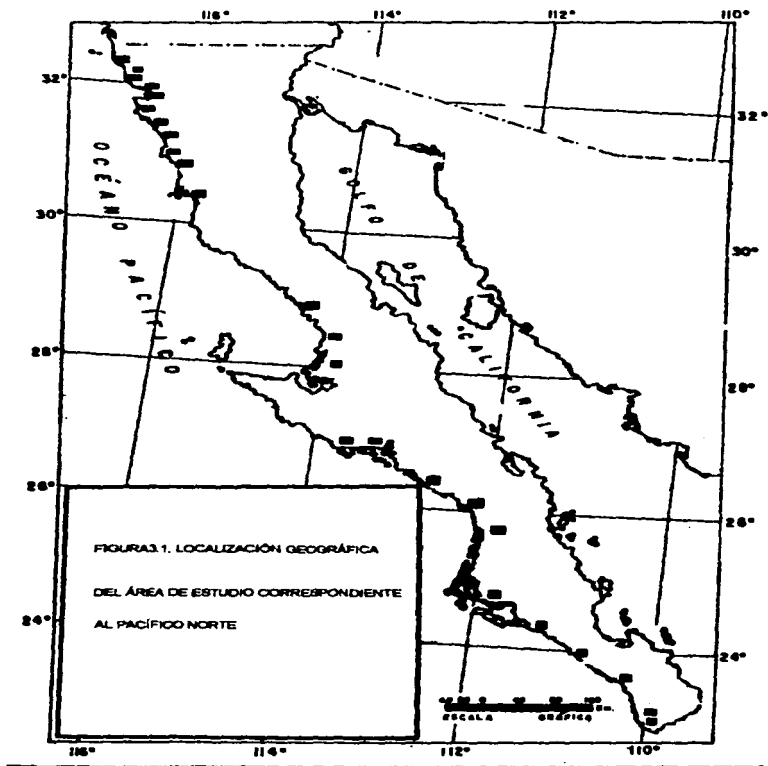 116° 114° 112° 110°
32°
32°
OCÉANO PACÍFICO
GOLFO DE CALIFORNIA
30°
30°
28°
28°
26°
26°
FIGURA3.1. LOCALIZACIÓN GEOGRÁFICA
DEL ÁREA DE ESTUDIO CORRESPONDIENTE
AL PACÍFICO NORTE
24°
24°
ESCALA GRÁFICA
116° 114° 112° 110°